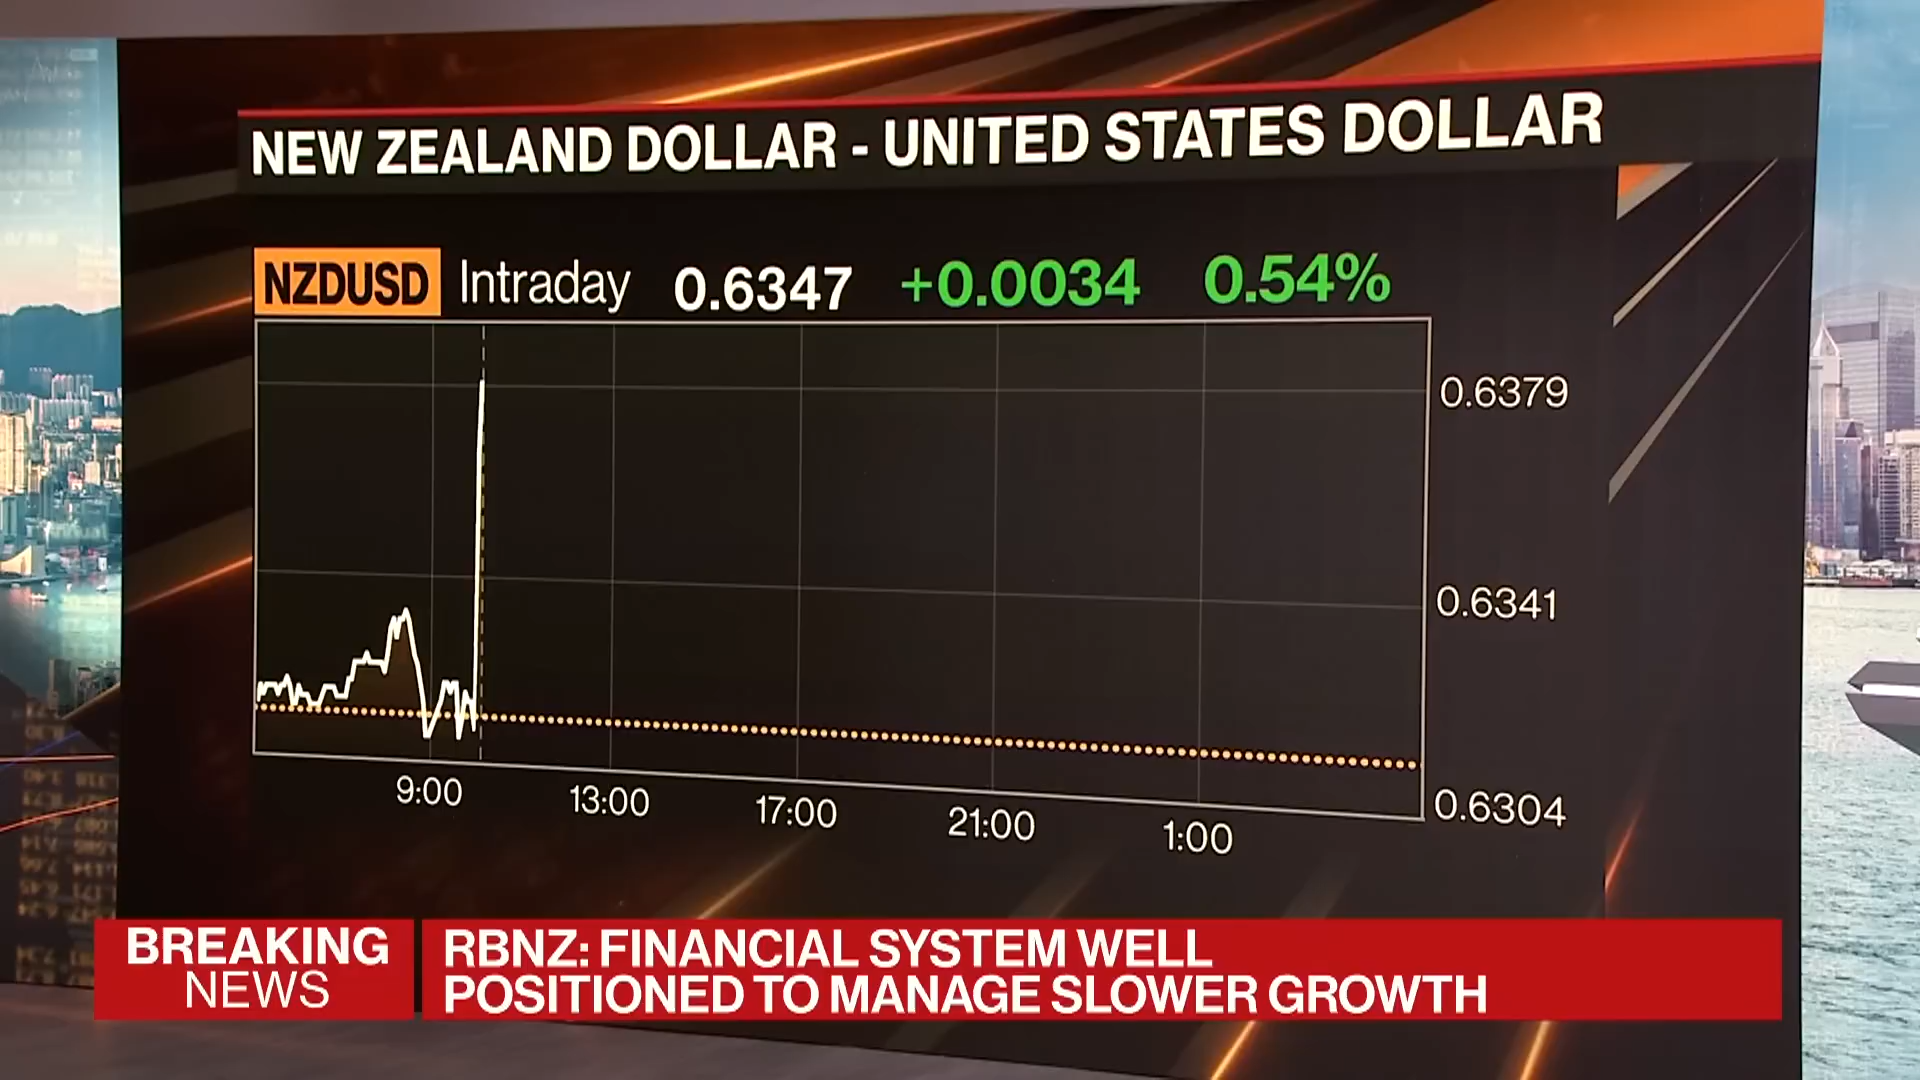 NEW ZEALAND DOLLAR - UNITED STATES DOLLAR
NZDUSD Intraday 0.6347 +0.0034 0.54%
0.6379
0.6341
0.6304
9:00 13:00 17:00 21:00 1:00
BREAKING NEWS
RBNZ: FINANCIAL SYSTEM WELL
POSITIONED TO MANAGE SLOWER GROWTH